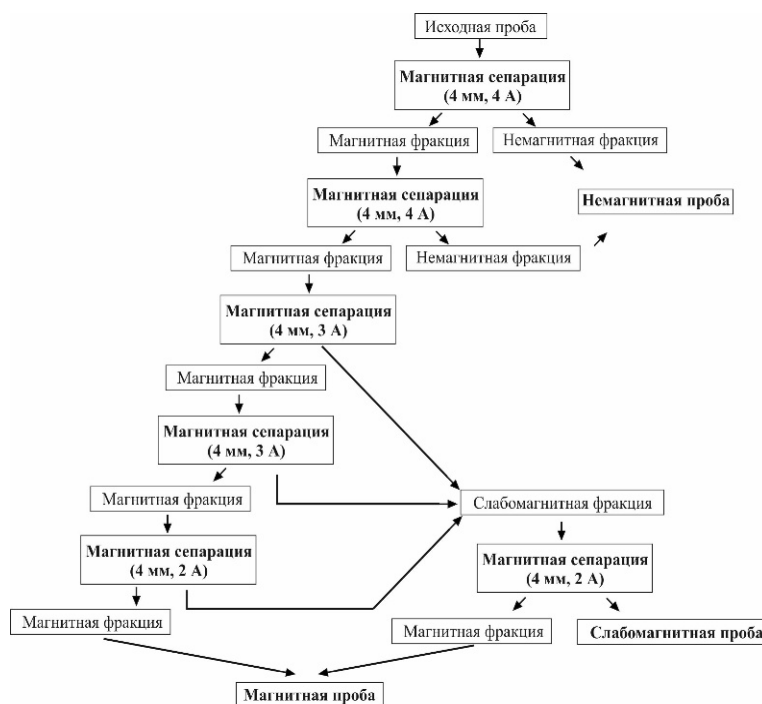 Исходная проба
Магнитная сепарация
(4 мм, 4 А)
Магнитная фракция
Немагнитная фракция
Магнитная сепарация
(4 мм, 4 А)
Немагнитная проба
Магнитная фракция
Немагнитная фракция
Магнитная сепарация
(4 мм, 3 А)
Магнитная фракция
Магнитная сепарация
(4 мм, 3 А)
Магнитная фракция
Слабомагнитная фракция
Магнитная сепарация
(4 мм, 2 А)
Магнитная сепарация
(4 мм, 2 А)
Магнитная фракция
Магнитная фракция
Слабомагнитная проба
Магнитная проба